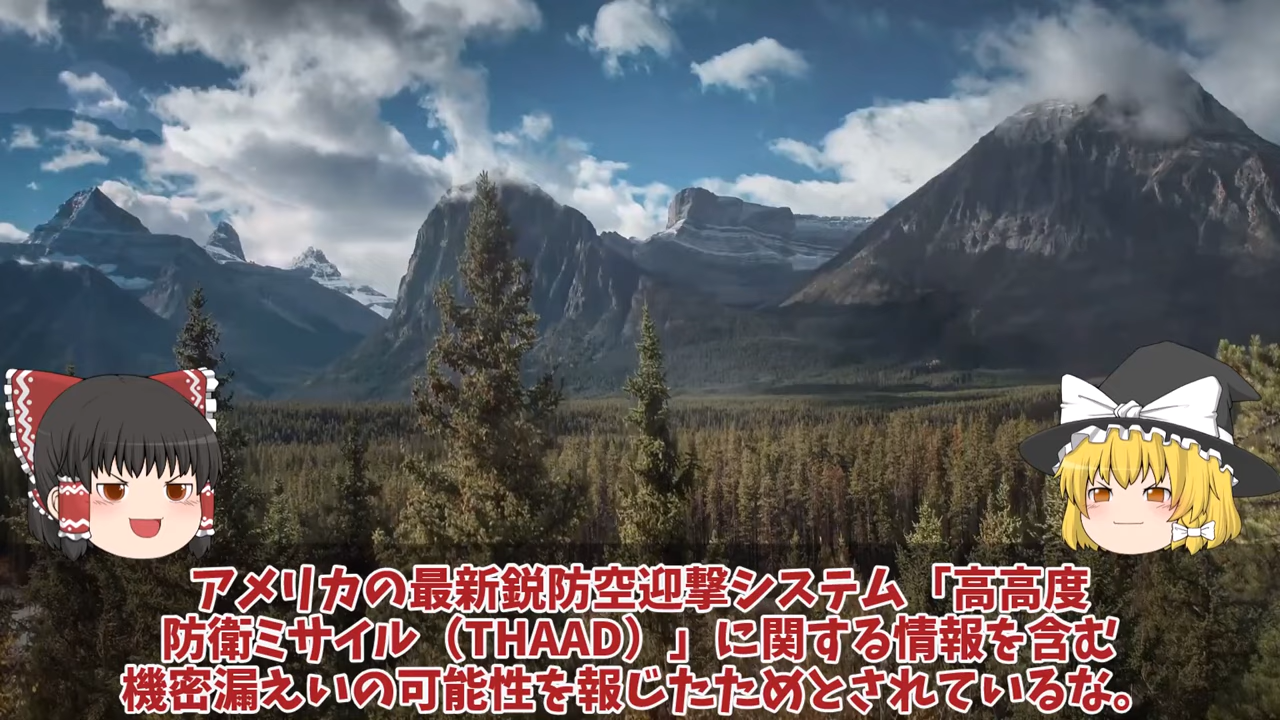 アメリカの最新鋭防空迎撃システム「高高度
防衛ミサイル（THAAD）」に関する情報を含む
機密漏えいの可能性を報じたためとされているな。